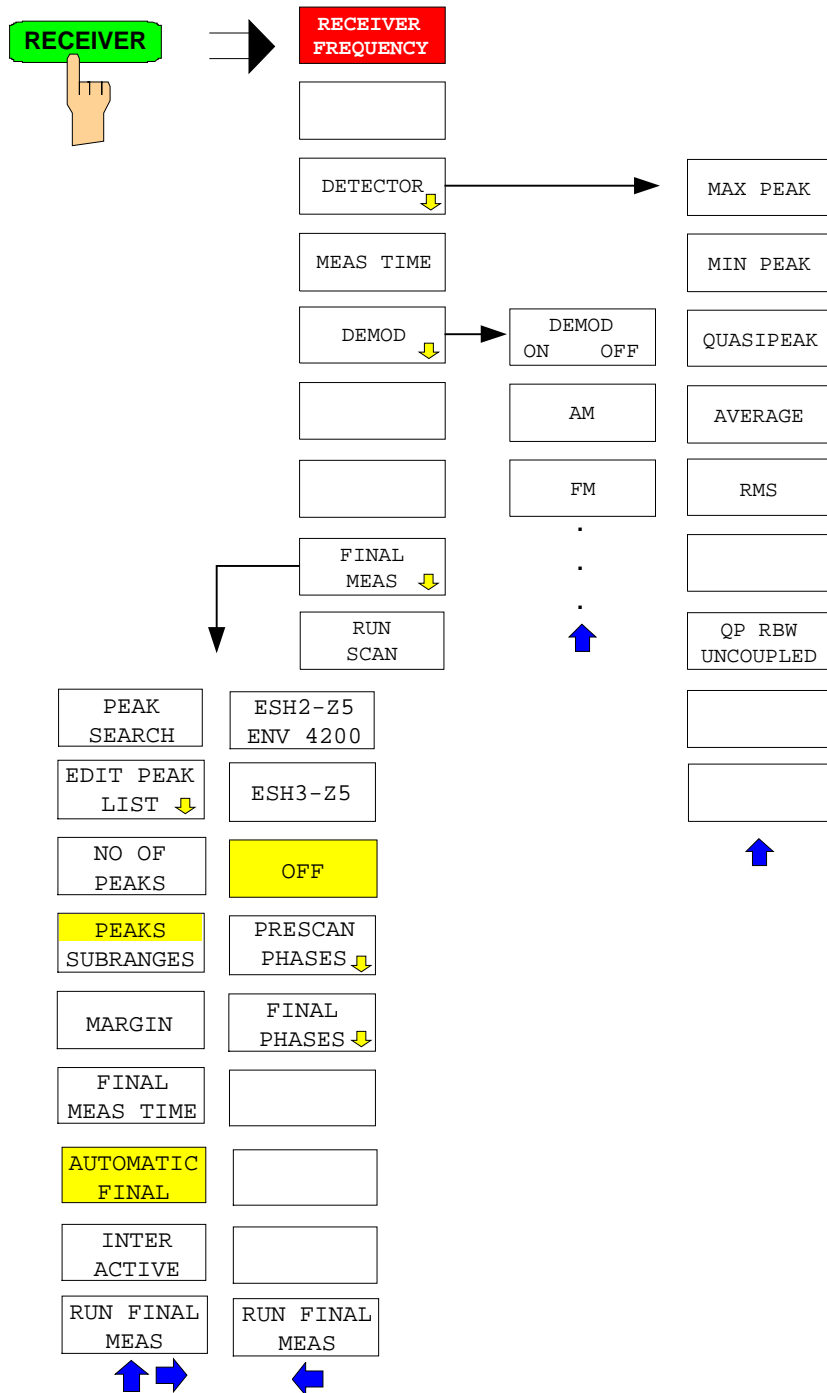 RECEIVER
RECEIVER
FREQUENCY
DETECTOR
MEAS TIME
DEMOD
FINAL
MEAS
RUN
SCAN
DEMOD
ON OFF
AM
FM
.
.
.
MAX PEAK
MIN PEAK
QUASIPEAK
AVERAGE
RMS
QP RBW
UNCOUPLED
PEAK
SEARCH
EDIT PEAK
LIST
NO OF
PEAKS
PEAKS
SUBRANGES
MARGIN
FINAL
MEAS TIME
AUTOMATIC
FINAL
INTER
ACTIVE
RUN FINAL
MEAS
ESH2-Z5
ENV 4200
ESH3-Z5
OFF
PRESCAN
PHASES
FINAL
PHASES
RUN FINAL
MEAS